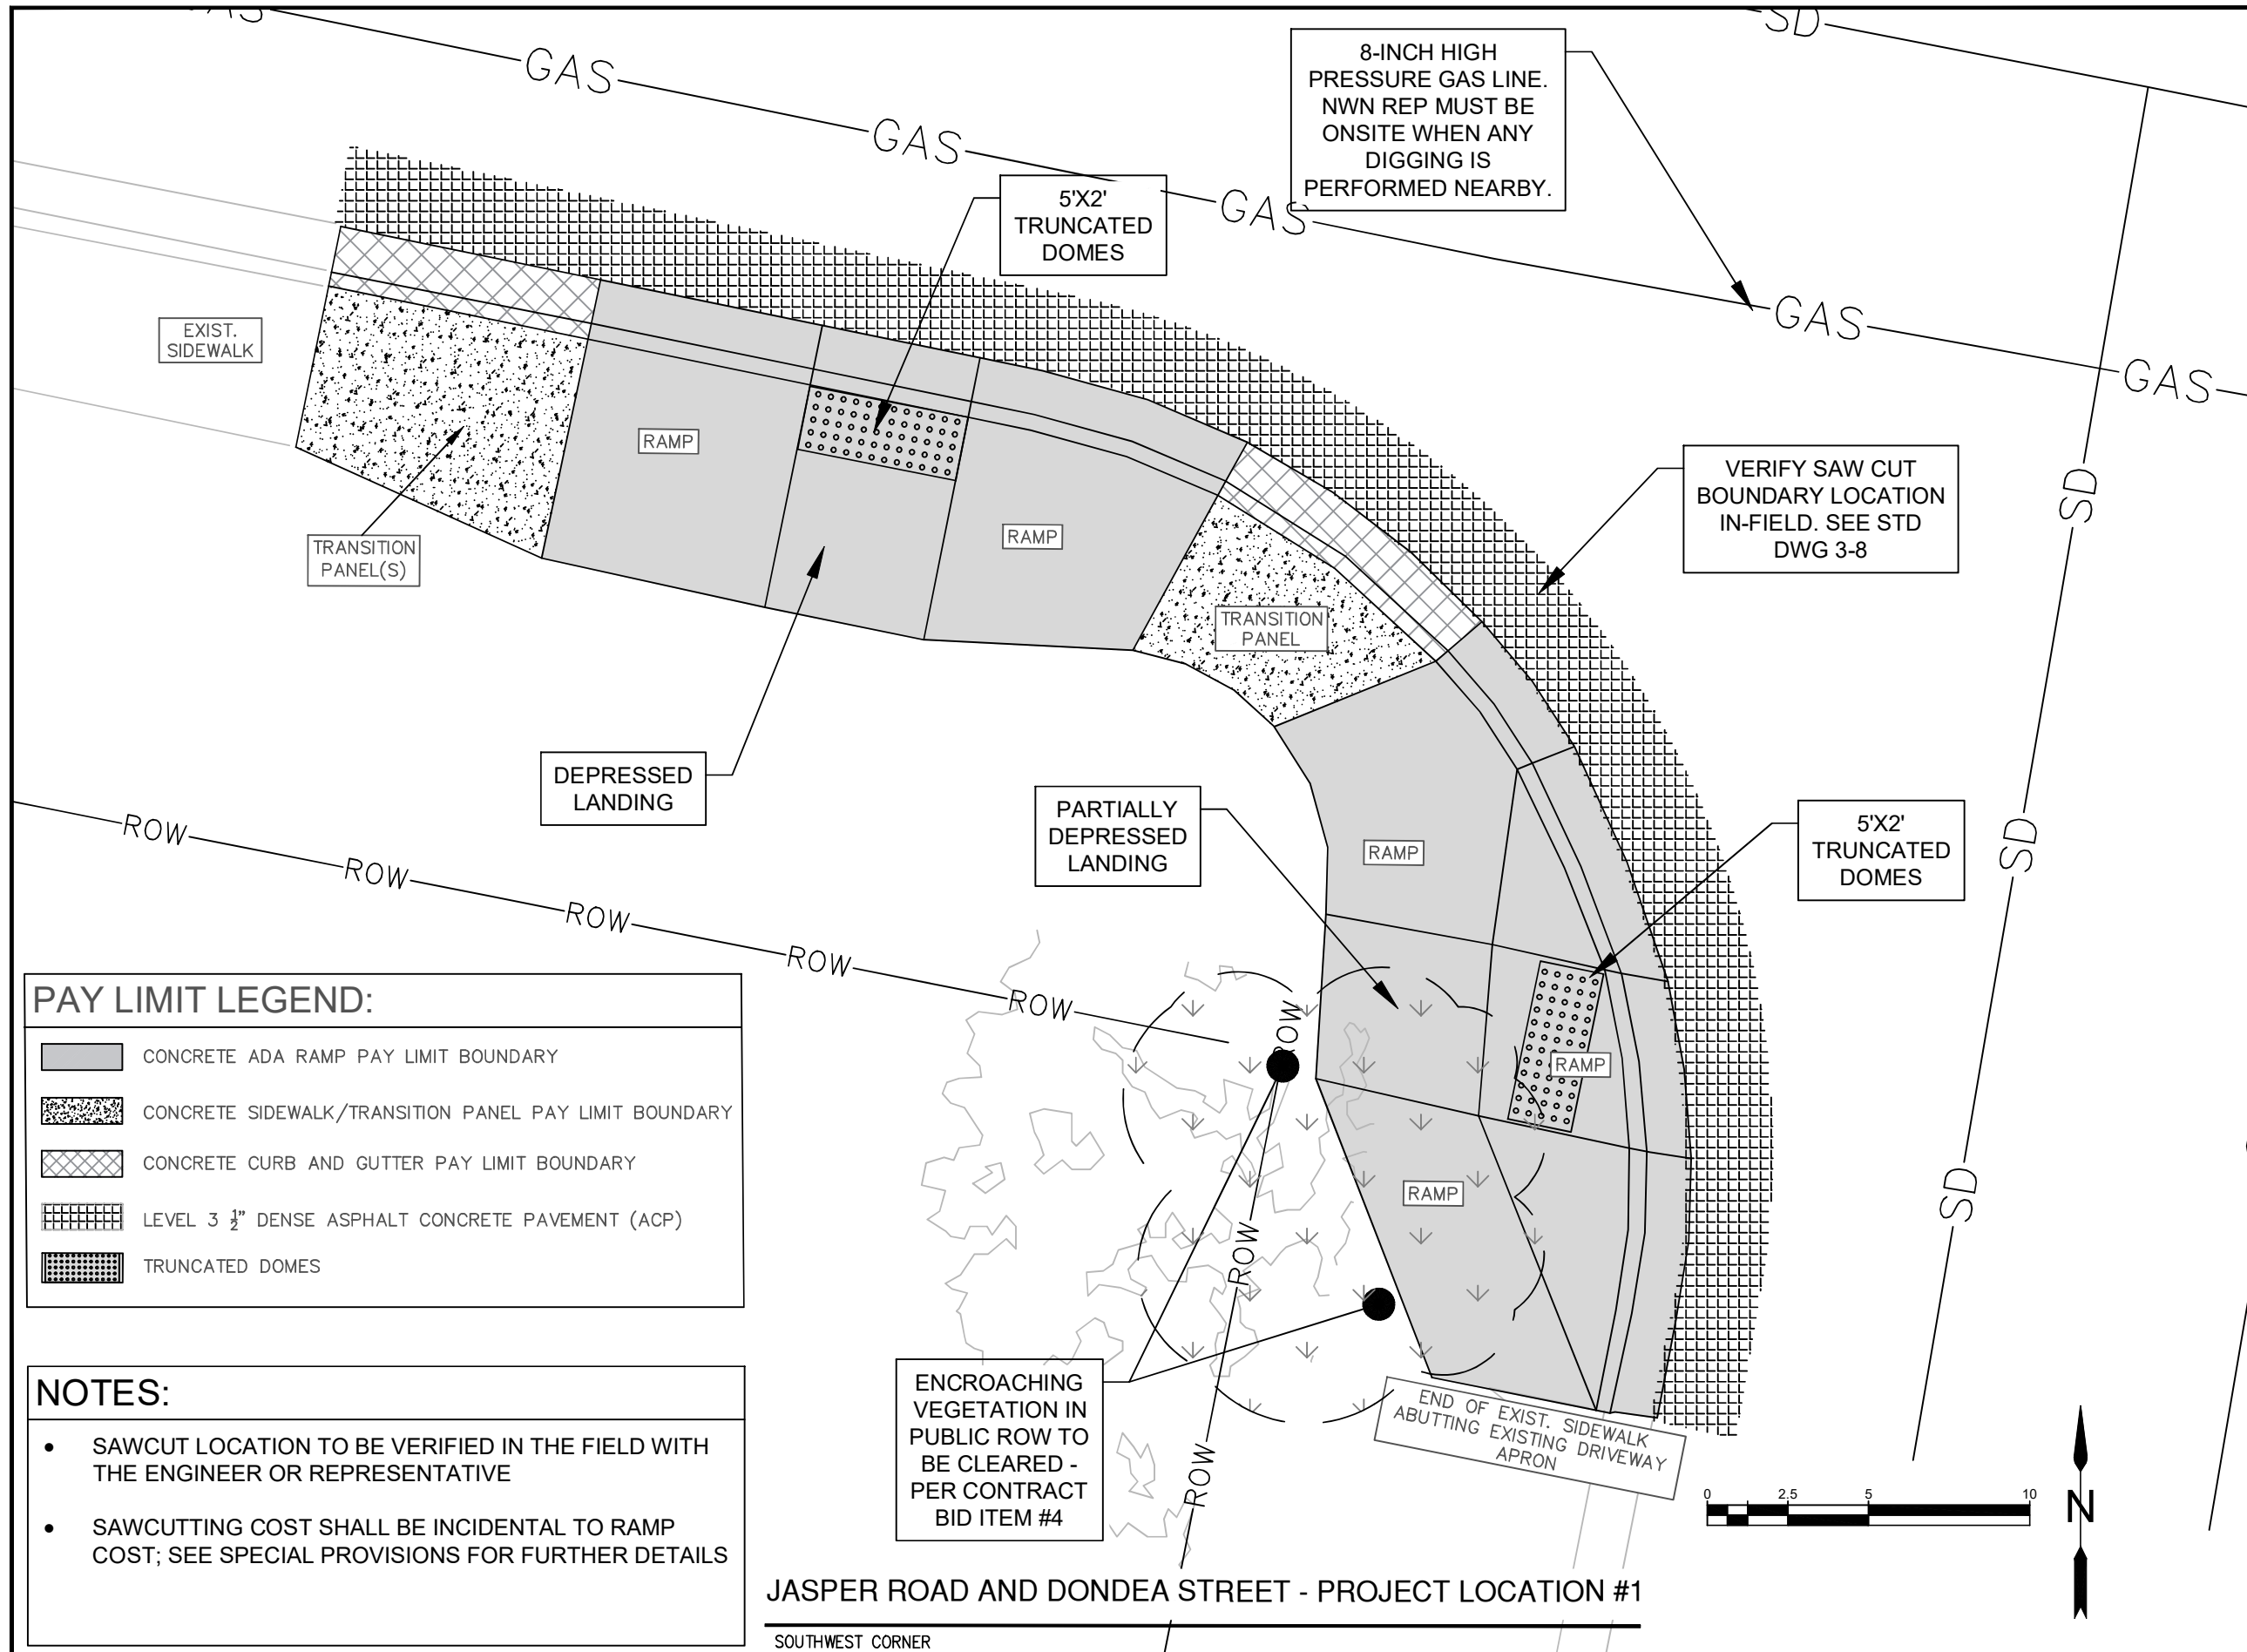 GAS
SD
GAS
8-INCH HIGH
PRESSURE GAS LINE.
NWN REP MUST BE
ONSITE WHEN ANY
DIGGING IS
PERFORMED NEARBY.
GAS
5'X2'
TRUNCATED
DOMES
GAS
GAS
GAS
EXIST.
SIDEWALK
RAMP
VERIFY SAW CUT
BOUNDARY LOCATION
IN-FIELD. SEE STD
DWG 3-8
SD
RAMP
TRANSITION
PANEL(S)
TRANSITION
PANEL
DEPRESSED
LANDING
PARTIALLY
DEPRESSED
LANDING
5'X2'
TRUNCATED
DOMES
SD
RAMP
ROW
ROW
ROW
ROW
ROW
ROW
RAMP
SD
RAMP
ROW
PAY LIMIT LEGEND:
CONCRETE ADA RAMP PAY LIMIT BOUNDARY
CONCRETE SIDEWALK/TRANSITION PANEL PAY LIMIT BOUNDARY
CONCRETE CURB AND GUTTER PAY LIMIT BOUNDARY
LEVEL 3 ½" DENSE ASPHALT CONCRETE PAVEMENT (ACP)
TRUNCATED DOMES
ENCROACHING
VEGETATION IN
PUBLIC ROW TO
BE CLEARED -
PER CONTRACT
BID ITEM #4
ROW
END OF EXIST. SIDEWALK
ABUTTING EXISTING DRIVEWAY
APRON
NOTES:
• SAWCUT LOCATION TO BE VERIFIED IN THE FIELD WITH
THE ENGINEER OR REPRESENTATIVE
• SAWCUTTING COST SHALL BE INCIDENTAL TO RAMP
COST; SEE SPECIAL PROVISIONS FOR FURTHER DETAILS
0 2.5 5 10
N
JASPER ROAD AND DONDEA STREET - PROJECT LOCATION #1
SOUTHWEST CORNER